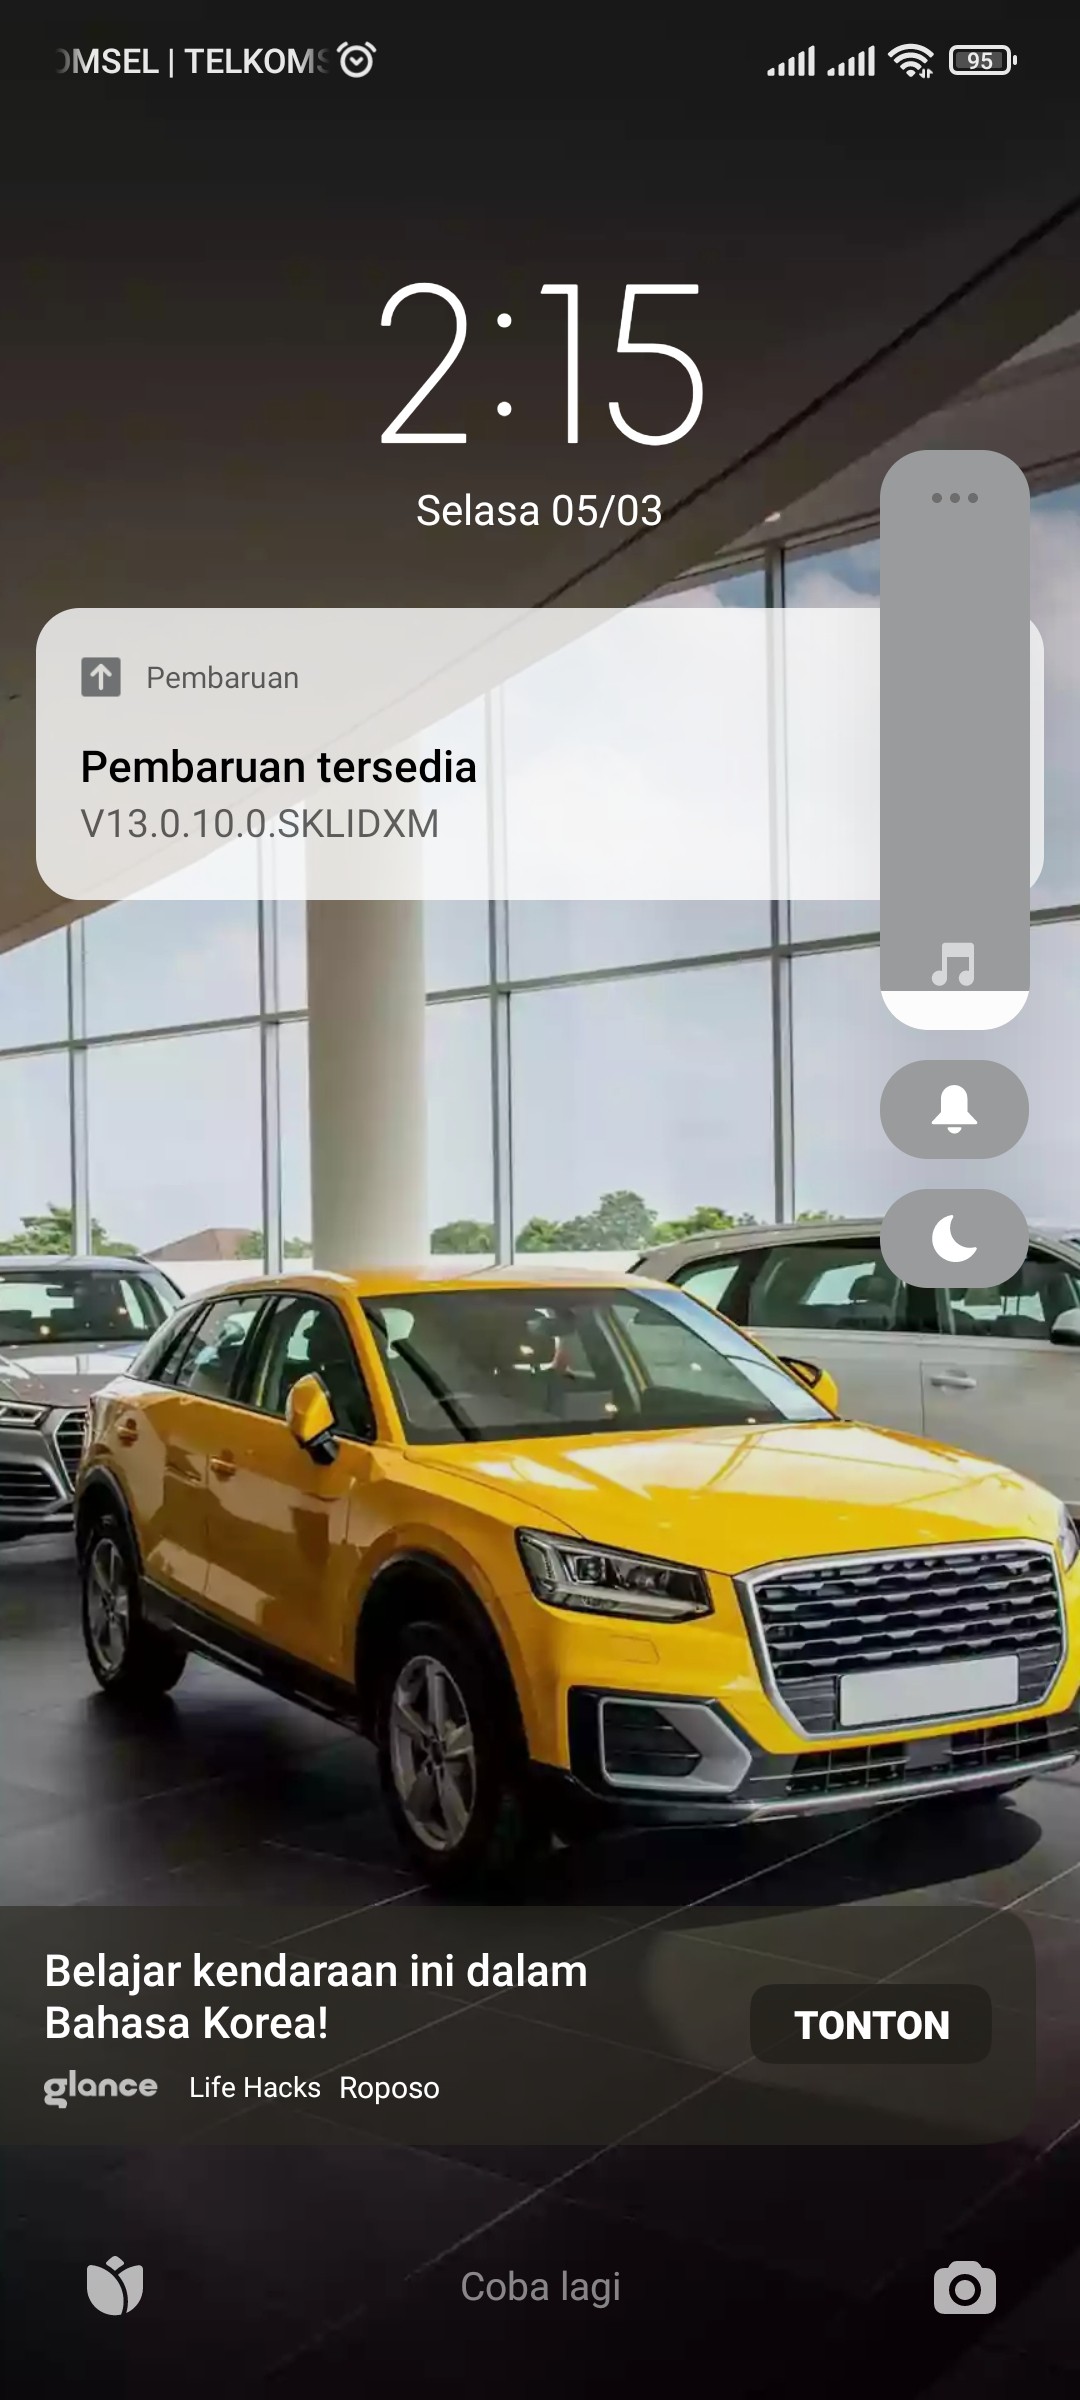 OMSEL | TELKOMS
95
2:15
Selasa 05/03
Pembaruan
Pembaruan tersedia
V13.0.10.0.SKLIDXM
Belajar kendaraan ini dalam
Bahasa Korea!
TONTON
glance Life Hacks Roposo
Coba lagi